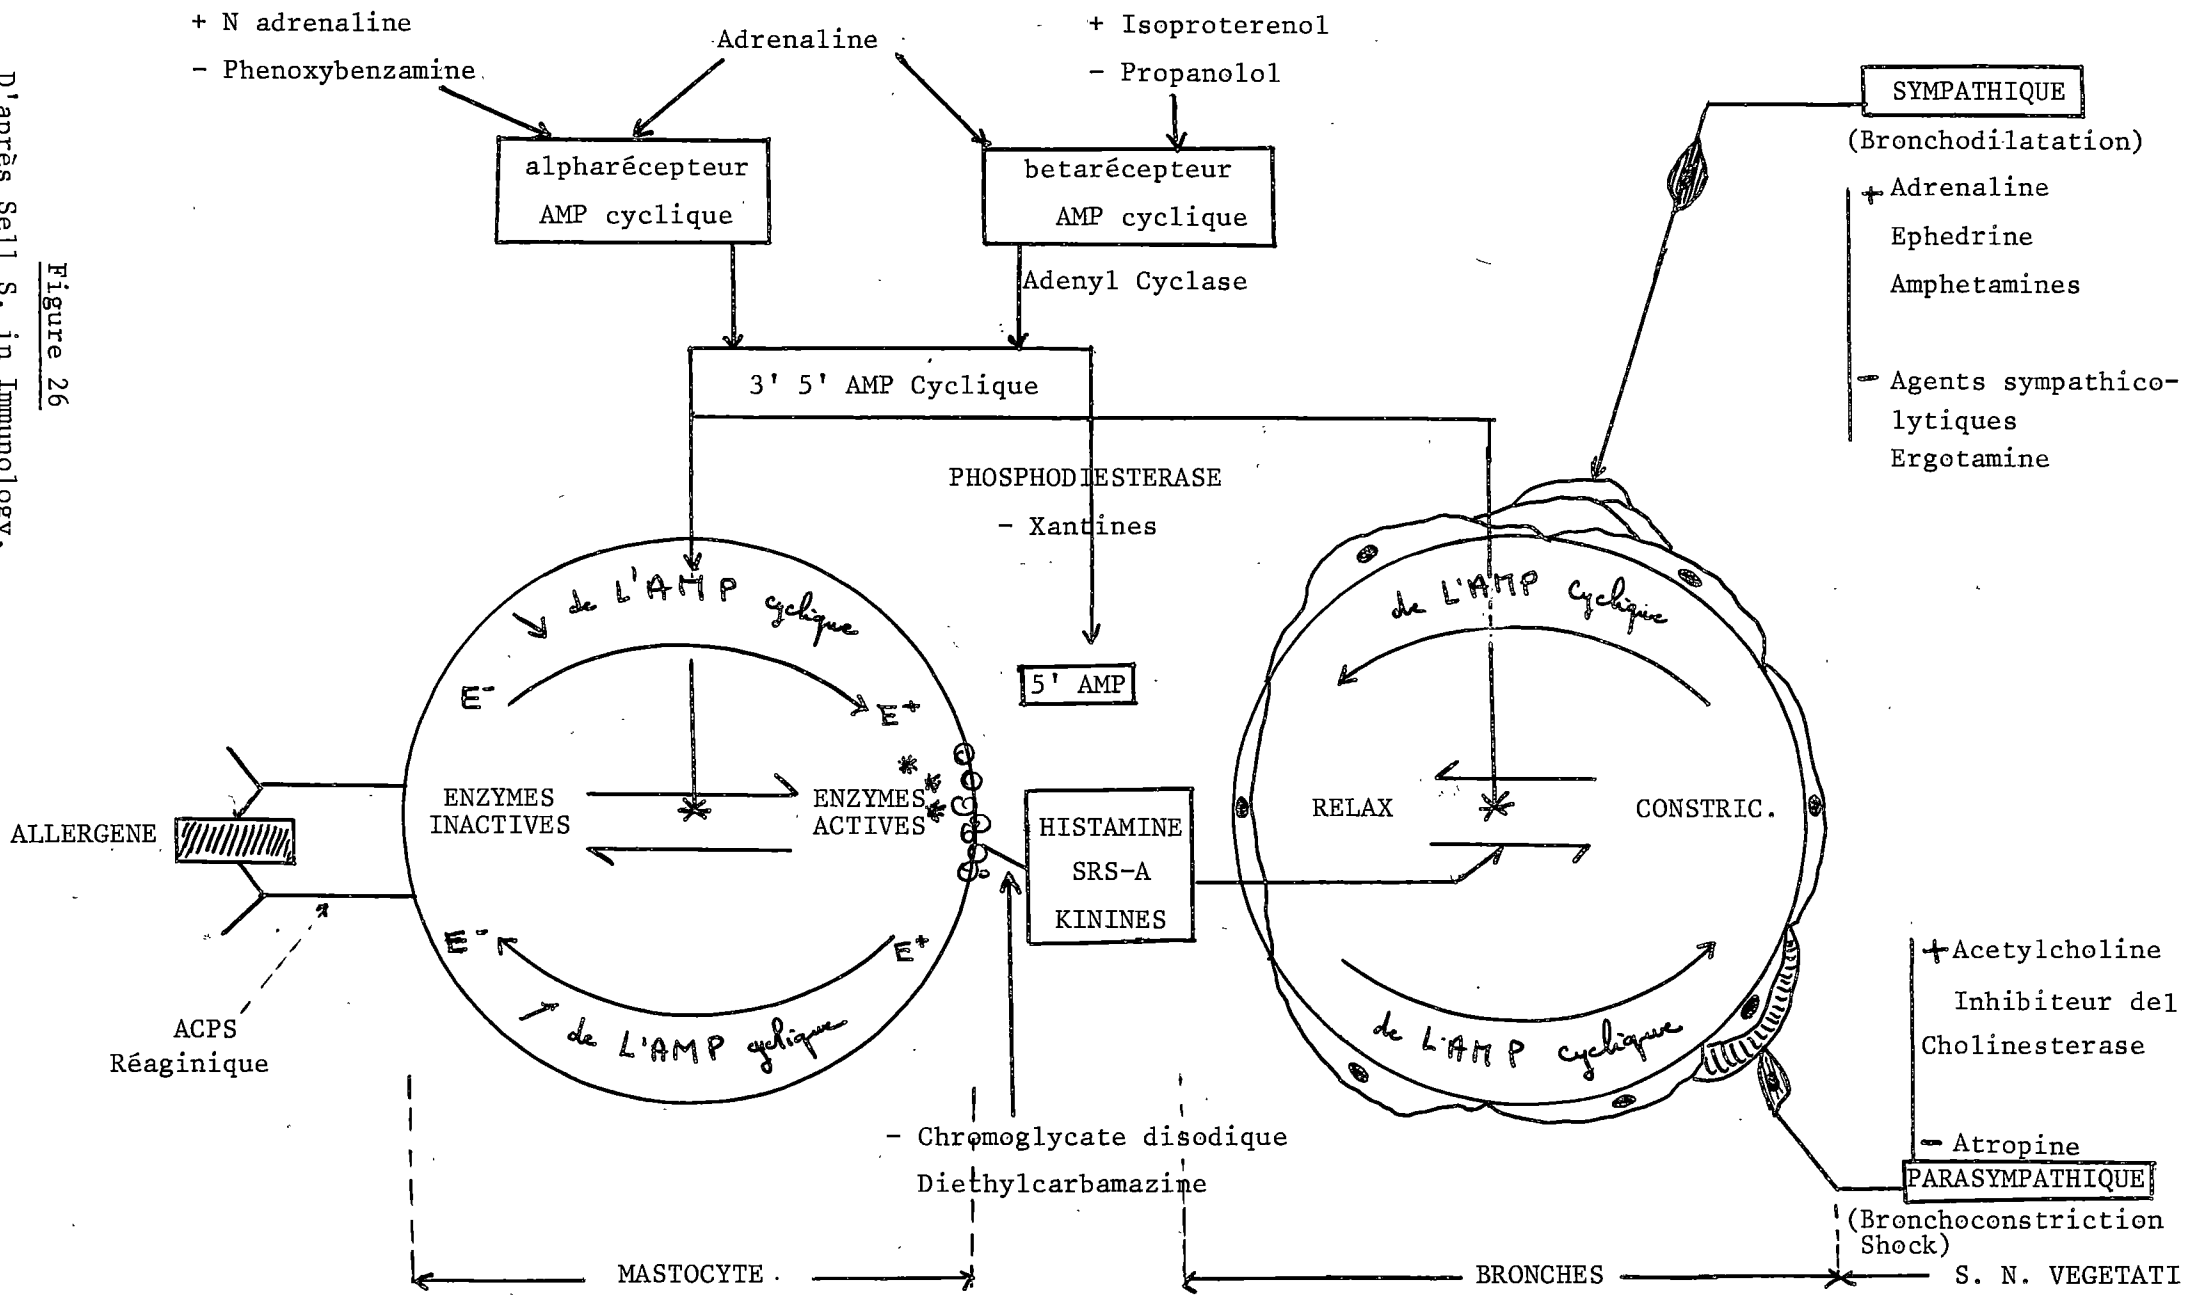 + N adrenaline
- Phenoxybenzamine
Adrenaline
+ Isoproterenol
- Propanolol
alpharécepteur
AMP cyclique
betarécepteur
AMP cyclique
Adenyl Cyclase
3' 5' AMP Cyclique
PHOSPHODIESTERASE
- Xantines
5' AMP
SYMPATHIQUE
(Bronchodilatation)
+ Adrenaline
Ephedrine
Amphetamines
- Agents sympathico-
lytiques
Ergotamine
↘ de L'AMP cyclique
E-
E+
ENZYMES
INACTIVES
ENZYMES
ACTIVES
E-
E+
↗ de L'AMP cyclique
ALLERGENE
ACPS
Réaginique
HISTAMINE
SRS-A
KININES
de L'AMP cyclique
RELAX
CONSTRIC.
de L'AMP cyclique
- Chromoglycate disodique
Diethylcarbamazine
+ Acetylcholine
Inhibiteur del
Cholinesterase
- Atropine
PARASYMPATHIQUE
(Bronchoconstriction
Shock)
MASTOCYTE
BRONCHES
S. N. VEGETATI
Figure 26
D'après Sell S. in Immunology,